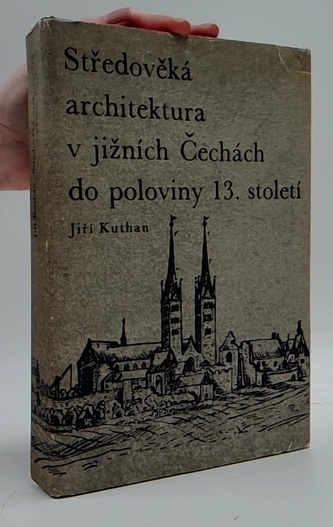 Středověká
architektura
v jižních Čechách
do poloviny 13. století
Jiří Kuthan